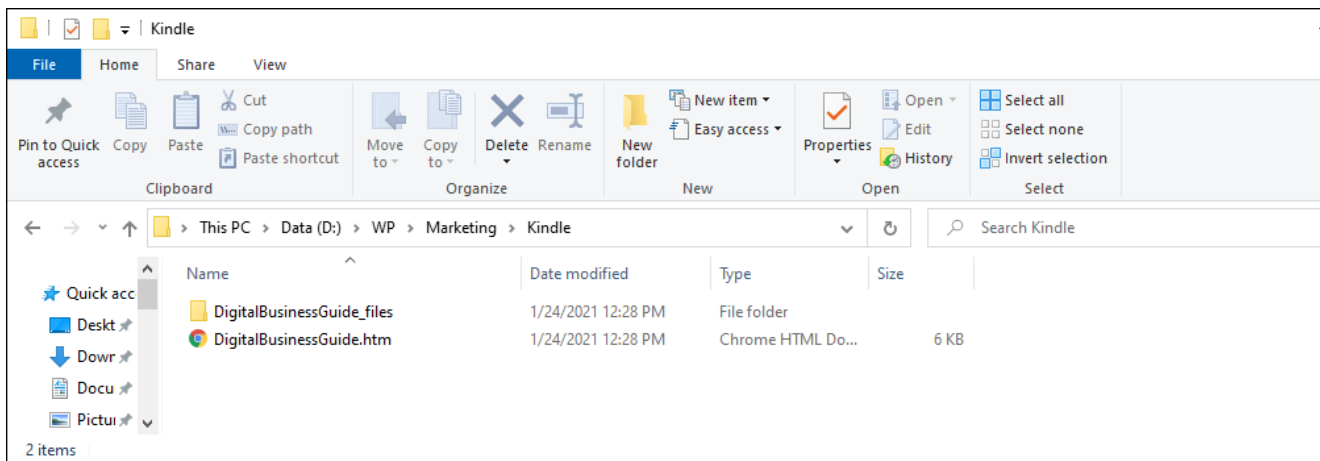 Kindle
File Home Share View
Pin to Quick access
Copy
Paste
Cut
Copy path
Paste shortcut
Move to
Copy to
Delete
Rename
New folder
New item
Easy access
Properties
Open
Edit
History
Select all
Select none
Invert selection
Clipboard Organize New Open Select
This PC > Data (D:) > WP > Marketing > Kindle
Search Kindle
Name Date modified Type Size
Quick acc
Deskt
Dowr
Docu
Pictui
DigitalBusinessGuide_files 1/24/2021 12:28 PM File folder
DigitalBusinessGuide.htm 1/24/2021 12:28 PM Chrome HTML Do... 6 KB
2 items